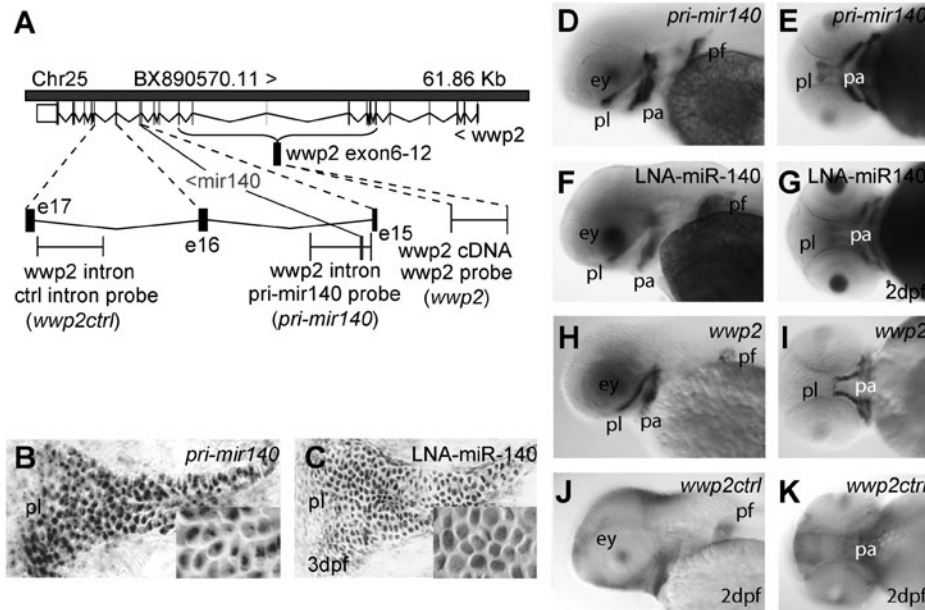 A
Chr25 BX890570.11 > 61.86 Kb
< wwp2
wwp2 exon6-12
<mir140
e17
e16
e15
wwp2 intron
ctrl intron probe
(wwp2ctrl)
wwp2 intron
pri-mir140 probe
(pri-mir140)
wwp2 cDNA
wwp2 probe
(wwp2)
B pri-mir140
pl
C LNA-miR-140
pl
3dpf
D pri-mir140
ey
pf
pl
pa
E pri-mir140
pl
pa
F LNA-miR-140
ey
pf
pl
pa
G LNA-miR140
pl
pa
2dpf
H wwp2
ey
pf
pl
pa
I wwp2
pl
pa
J wwp2ctrl
ey
pf
K wwp2ctrl
pa
2dpf